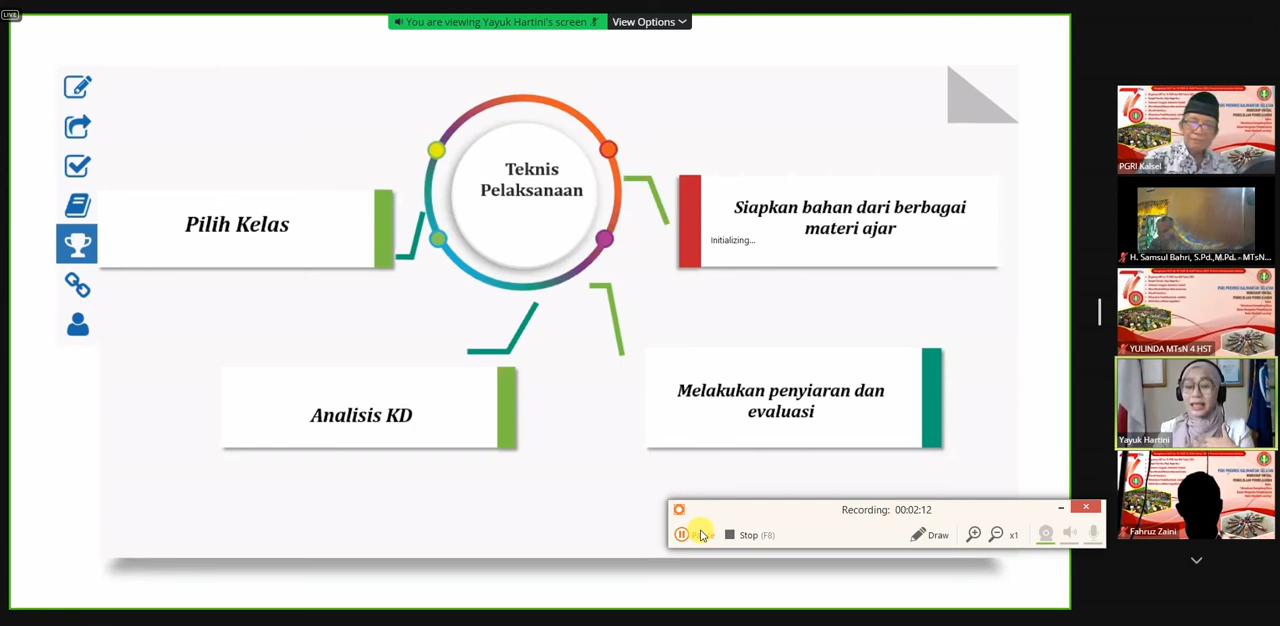 LIVE
You are viewing Yayuk Hartini's screen
View Options
Teknis
Pelaksanaan
Pilih Kelas
Siapkan bahan dari berbagai
materi ajar
Initializing...
Analisis KD
Melakukan penyiaran dan
evaluasi
Recording: 00:02:12
Stop (F8)
Draw
x1
PGRI Kalsel
H. Samsul Bahri, S.Pd.,M.Pd.- MTsN...
YULINDA MTsN 4 HST
Yayuk Hartini
Fahruz Zaini